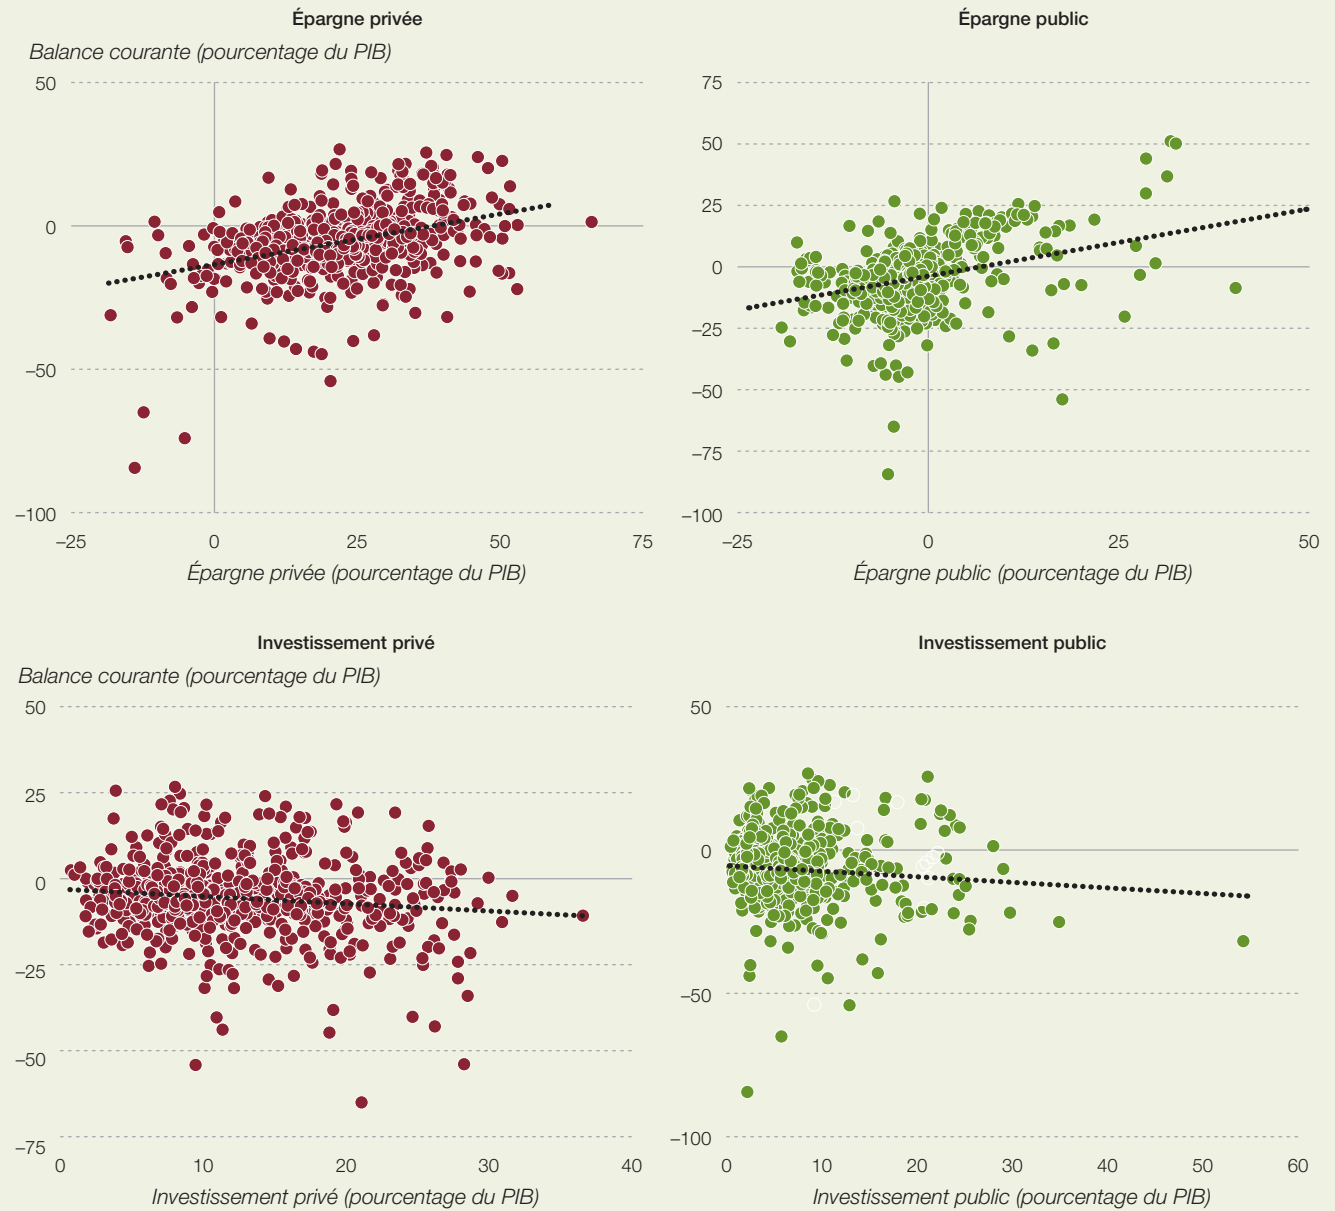 Épargne privée
Balance courante (pourcentage du PIB)
50
0
−50
−100
−25 0 25 50 75
Épargne privée (pourcentage du PIB)
Épargne public
75
50
25
0
−25
−50
−75
−100
−25 0 25 50
Épargne public (pourcentage du PIB)
Investissement privé
Balance courante (pourcentage du PIB)
50
25
0
−25
−50
−75
0 10 20 30 40
Investissement privé (pourcentage du PIB)
Investissement public
50
0
−50
−100
0 10 20 30 40 50 60
Investissement public (pourcentage du PIB)